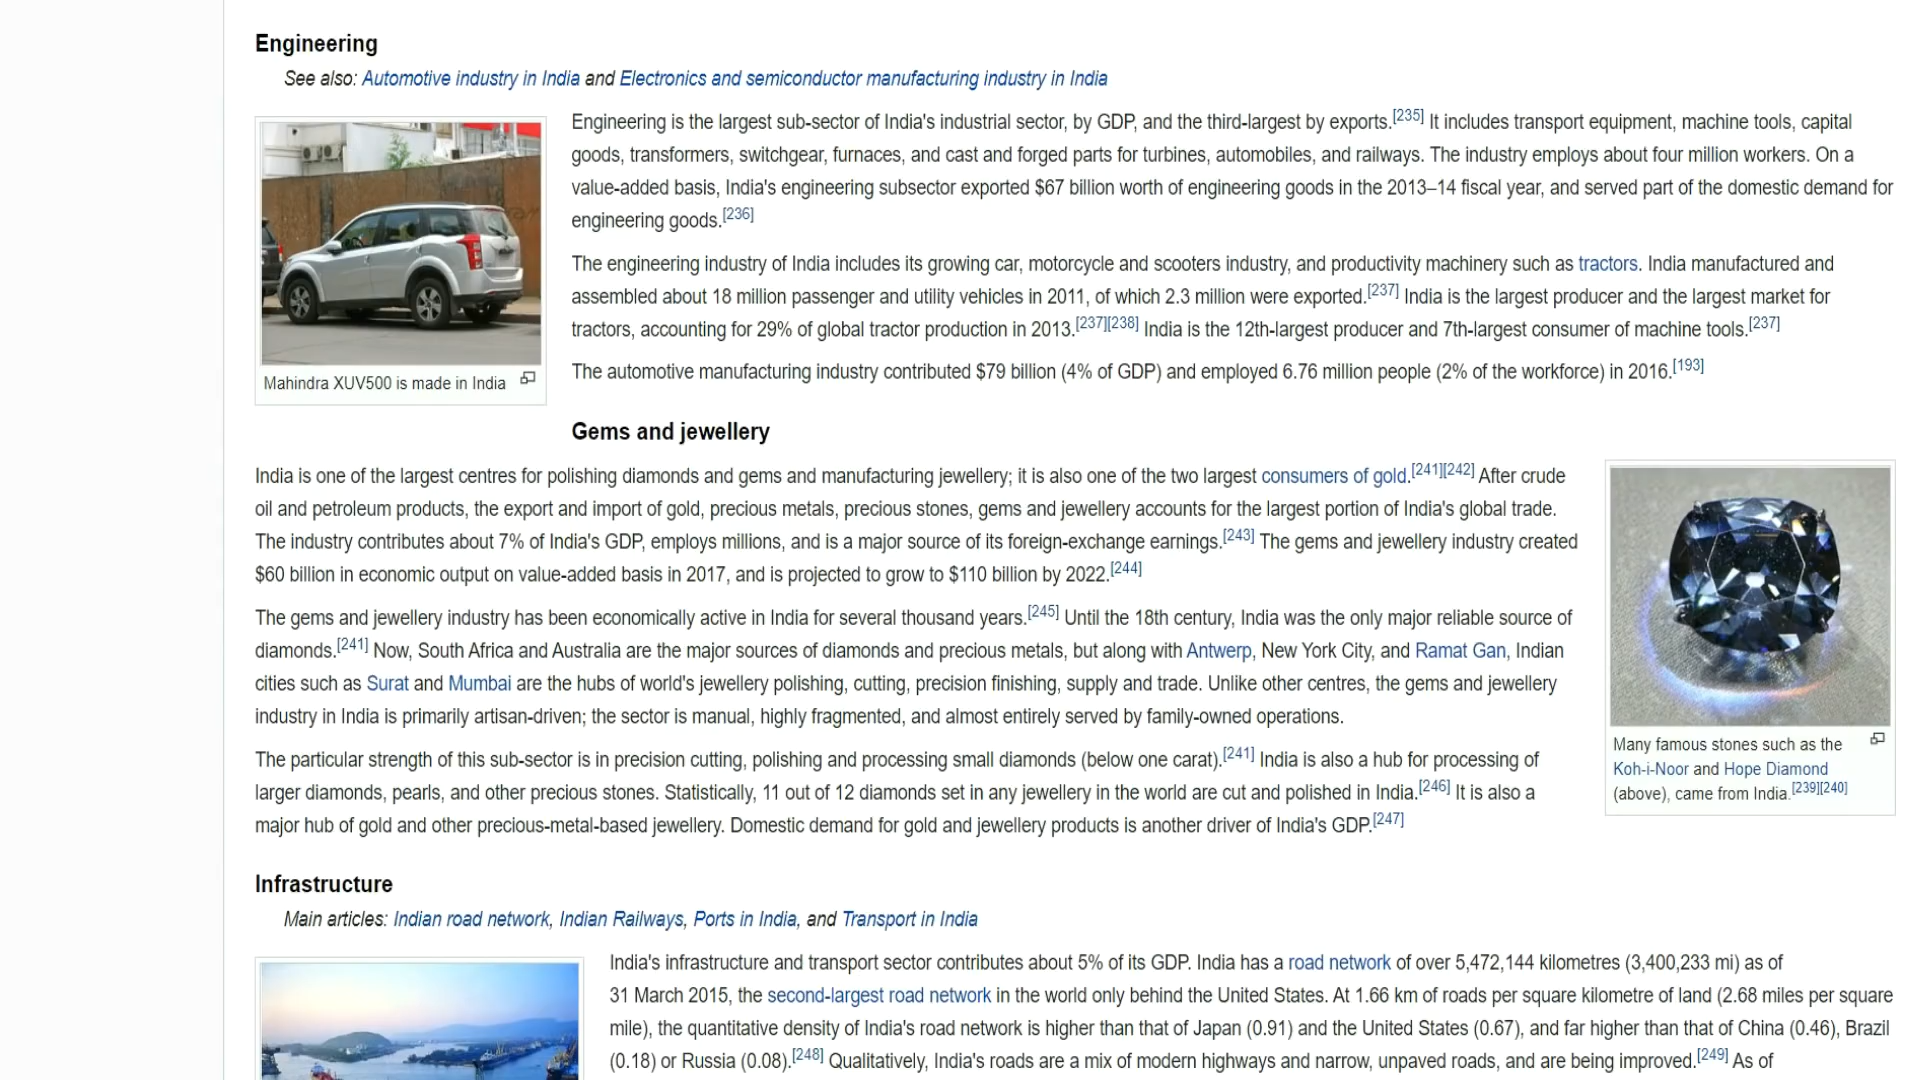 Engineering
See also: Automotive industry in India and Electronics and semiconductor manufacturing industry in India
Engineering is the largest sub-sector of India's industrial sector, by GDP, and the third-largest by exports.[235] It includes transport equipment, machine tools, capital
goods, transformers, switchgear, furnaces, and cast and forged parts for turbines, automobiles, and railways. The industry employs about four million workers. On a
value-added basis, India's engineering subsector exported $67 billion worth of engineering goods in the 2013–14 fiscal year, and served part of the domestic demand for
engineering goods.[236]
The engineering industry of India includes its growing car, motorcycle and scooters industry, and productivity machinery such as tractors. India manufactured and
assembled about 18 million passenger and utility vehicles in 2011, of which 2.3 million were exported.[237] India is the largest producer and the largest market for
tractors, accounting for 29% of global tractor production in 2013.[237][238] India is the 12th-largest producer and 7th-largest consumer of machine tools.[237]
The automotive manufacturing industry contributed $79 billion (4% of GDP) and employed 6.76 million people (2% of the workforce) in 2016.[193]
Mahindra XUV500 is made in India
Gems and jewellery
India is one of the largest centres for polishing diamonds and gems and manufacturing jewellery; it is also one of the two largest consumers of gold.[241][242] After crude
oil and petroleum products, the export and import of gold, precious metals, precious stones, gems and jewellery accounts for the largest portion of India's global trade.
The industry contributes about 7% of India's GDP, employs millions, and is a major source of its foreign-exchange earnings.[243] The gems and jewellery industry created
$60 billion in economic output on value-added basis in 2017, and is projected to grow to $110 billion by 2022.[244]
The gems and jewellery industry has been economically active in India for several thousand years.[245] Until the 18th century, India was the only major reliable source of
diamonds.[241] Now, South Africa and Australia are the major sources of diamonds and precious metals, but along with Antwerp, New York City, and Ramat Gan, Indian
cities such as Surat and Mumbai are the hubs of world's jewellery polishing, cutting, precision finishing, supply and trade. Unlike other centres, the gems and jewellery
industry in India is primarily artisan-driven; the sector is manual, highly fragmented, and almost entirely served by family-owned operations.
The particular strength of this sub-sector is in precision cutting, polishing and processing small diamonds (below one carat).[241] India is also a hub for processing of
larger diamonds, pearls, and other precious stones. Statistically, 11 out of 12 diamonds set in any jewellery in the world are cut and polished in India.[246] It is also a
major hub of gold and other precious-metal-based jewellery. Domestic demand for gold and jewellery products is another driver of India's GDP.[247]
Many famous stones such as the
Koh-i-Noor and Hope Diamond
(above), came from India.[239][240]
Infrastructure
Main articles: Indian road network, Indian Railways, Ports in India, and Transport in India
India's infrastructure and transport sector contributes about 5% of its GDP. India has a road network of over 5,472,144 kilometres (3,400,233 mi) as of
31 March 2015, the second-largest road network in the world only behind the United States. At 1.66 km of roads per square kilometre of land (2.68 miles per square
mile), the quantitative density of India's road network is higher than that of Japan (0.91) and the United States (0.67), and far higher than that of China (0.46), Brazil
(0.18) or Russia (0.08).[248] Qualitatively, India's roads are a mix of modern highways and narrow, unpaved roads, and are being improved.[249] As of